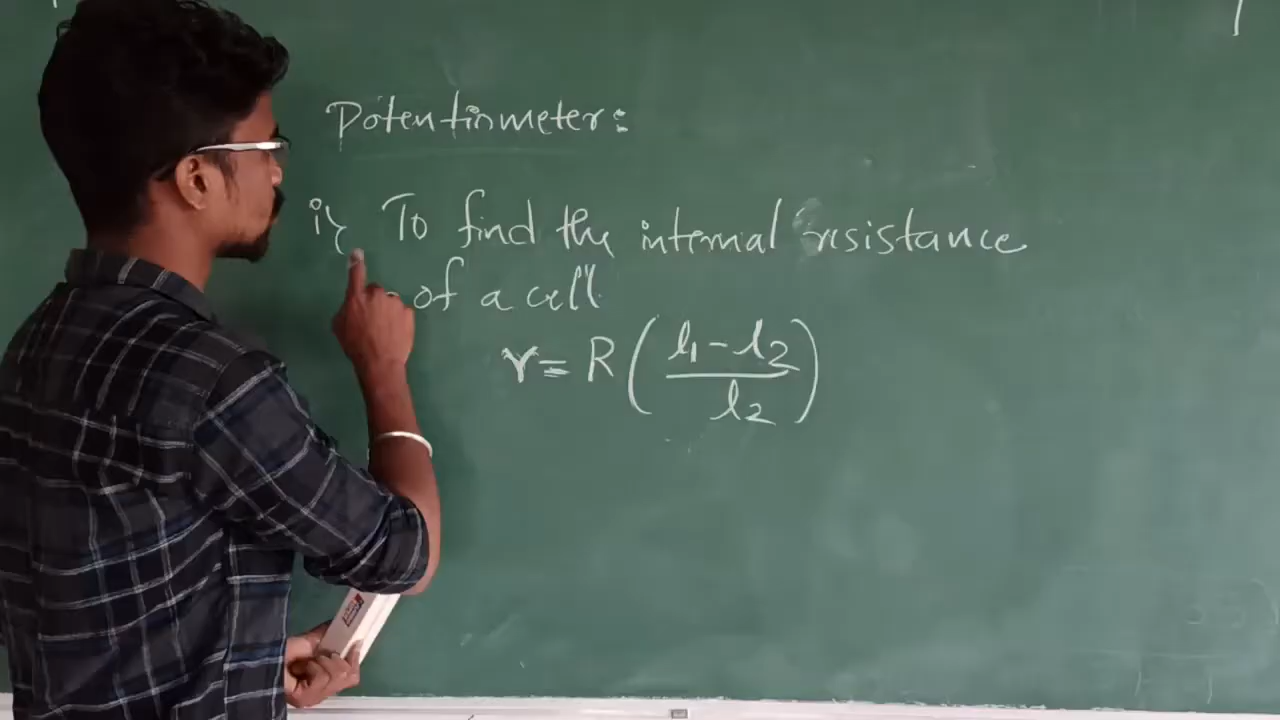 Potentiometer:
i) To find the internal resistance
of a cell.
r = R ( l₁ - l₂ / l₂ )